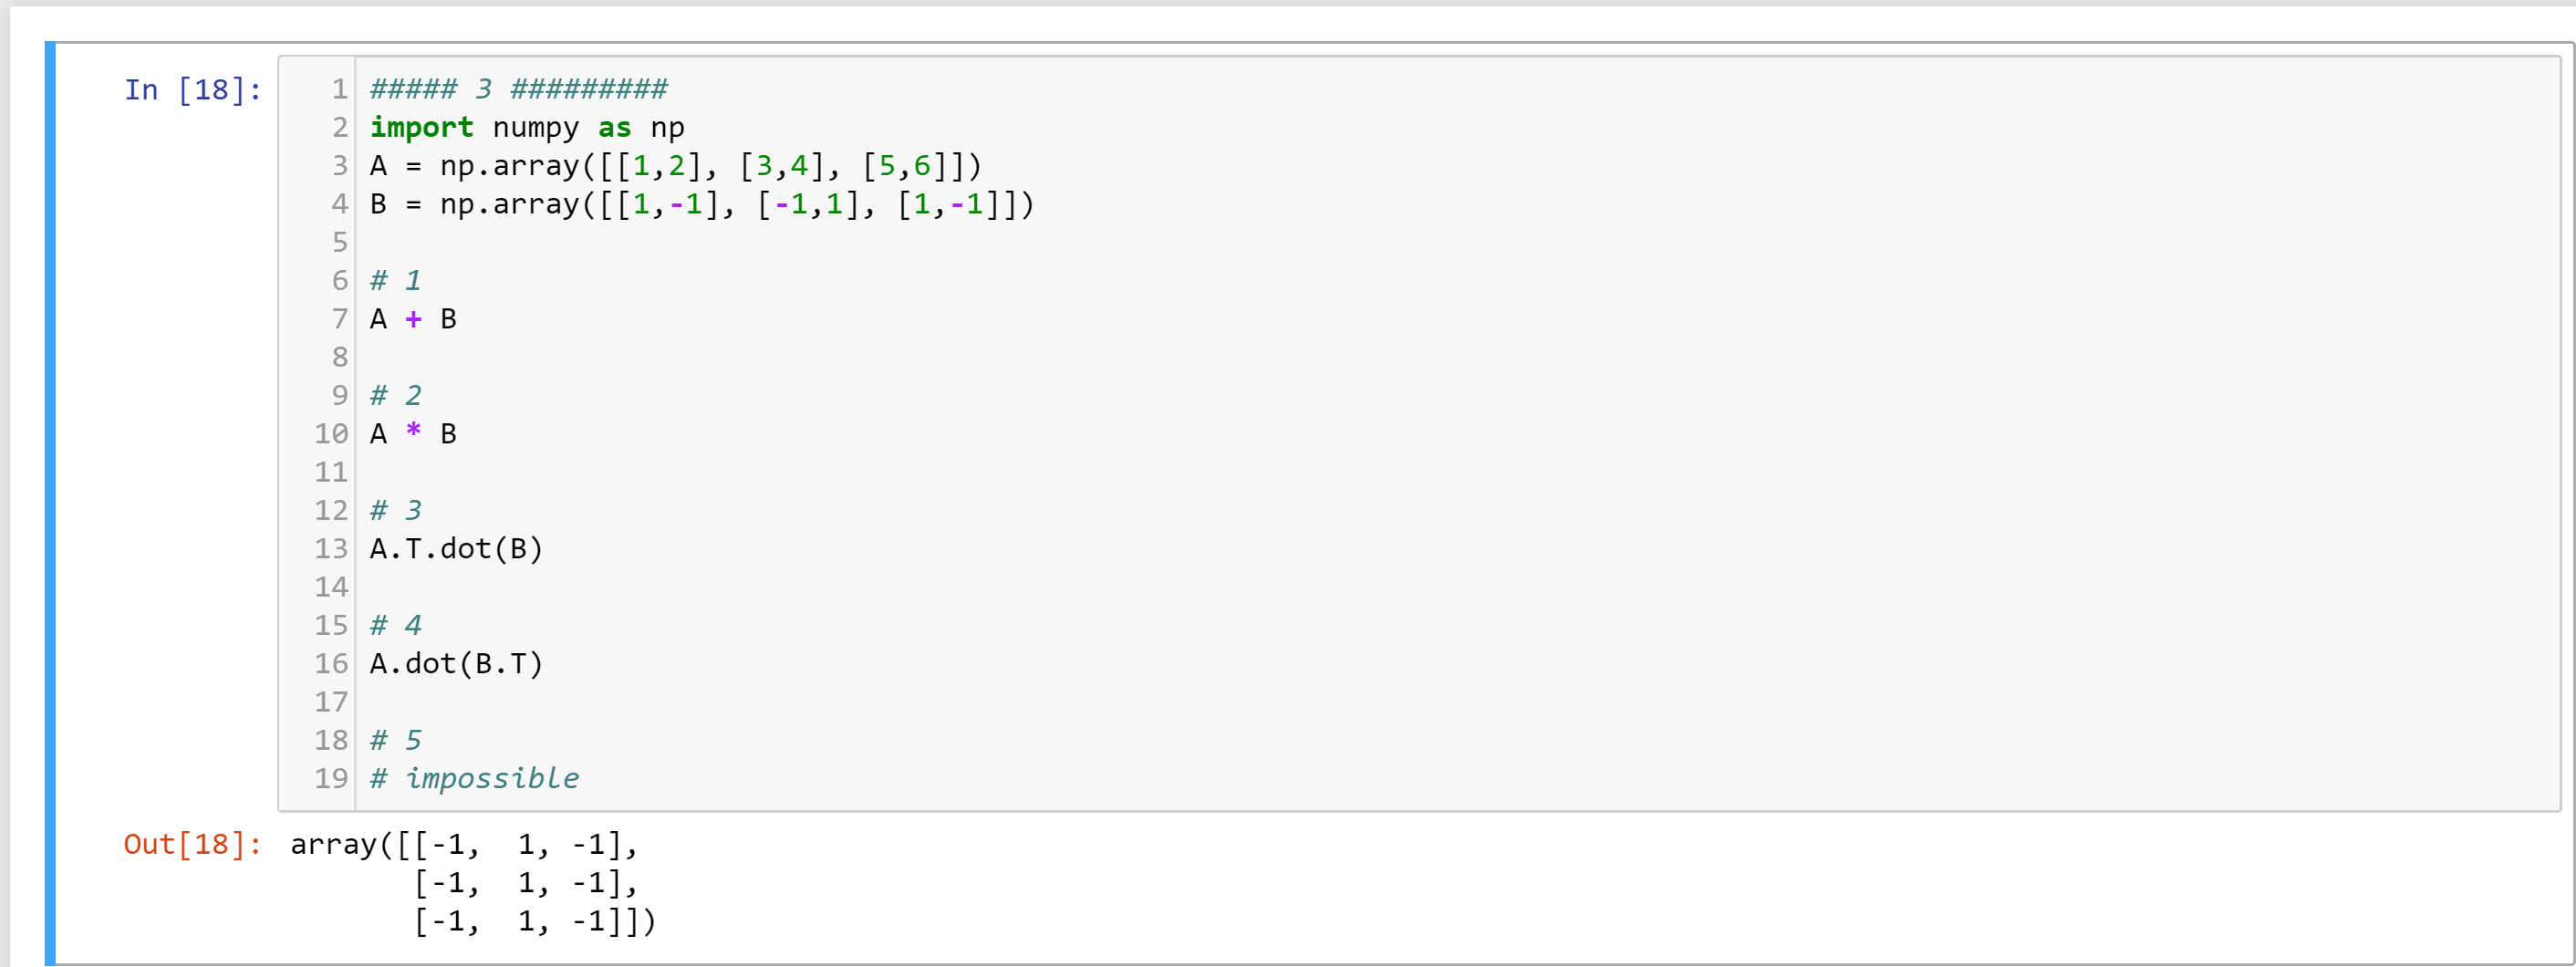 In [18]:
1 ##### 3 #########
2 import numpy as np
3 A = np.array([[1,2], [3,4], [5,6]])
4 B = np.array([[1,-1], [-1,1], [1,-1]])
5
6 # 1
7 A + B
8
9 # 2
10 A * B
11
12 # 3
13 A.T.dot(B)
14
15 # 4
16 A.dot(B.T)
17
18 # 5
19 # impossible
Out[18]: array([[-1,  1, -1],
       [-1,  1, -1],
       [-1,  1, -1]])